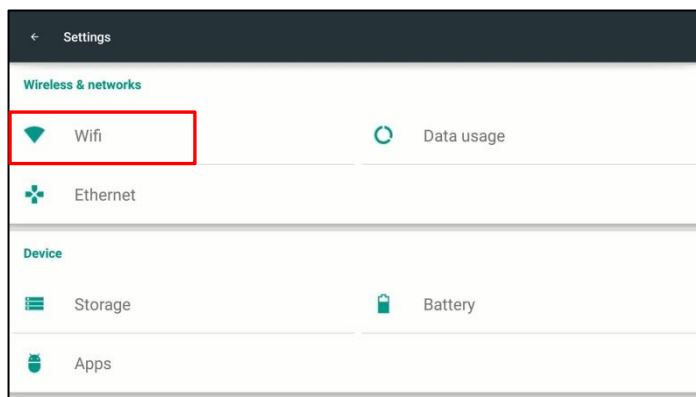 Settings
Wireless & networks
Wifi
Data usage
Ethernet
Device
Storage
Battery
Apps